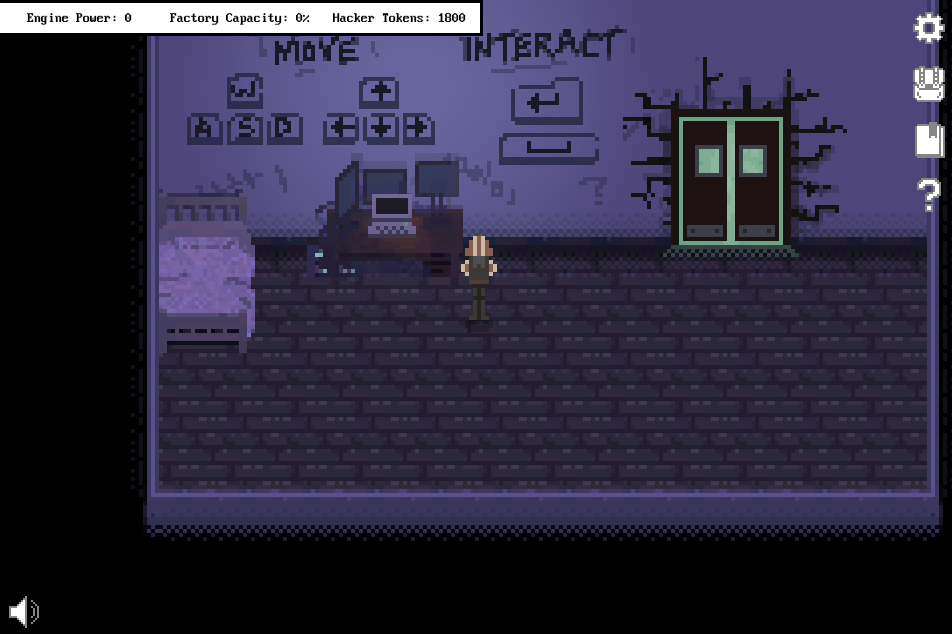 Engine Power: 0 Factory Capacity: 0% Hacker Tokens: 1800
MOVE INTERACT
W
A S D
?